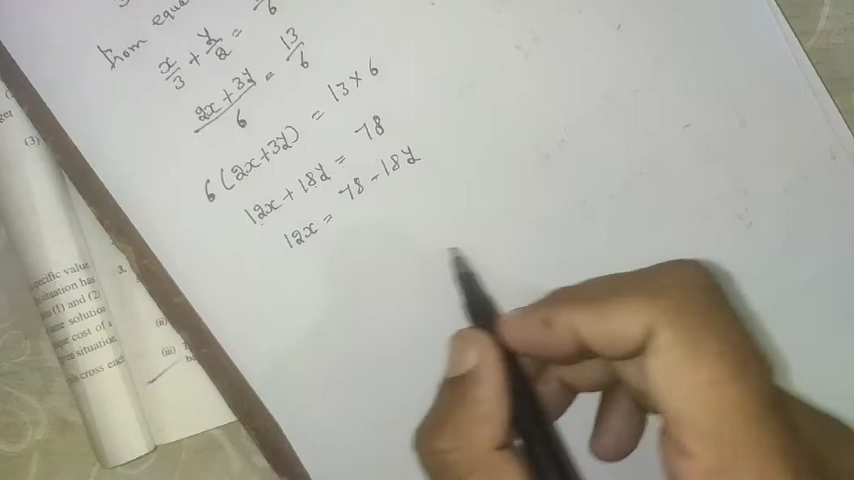 from equa
x/3 + y/2 = /6
2x+3y/6 = 13/6
6(2x+3y) = 13×6
12x+18y = 78
12x = 78-18y
(3)
specific value
situation has
(1) and (2)
same solution
cost of
situation
cross each
3.
(ii)
(iii)